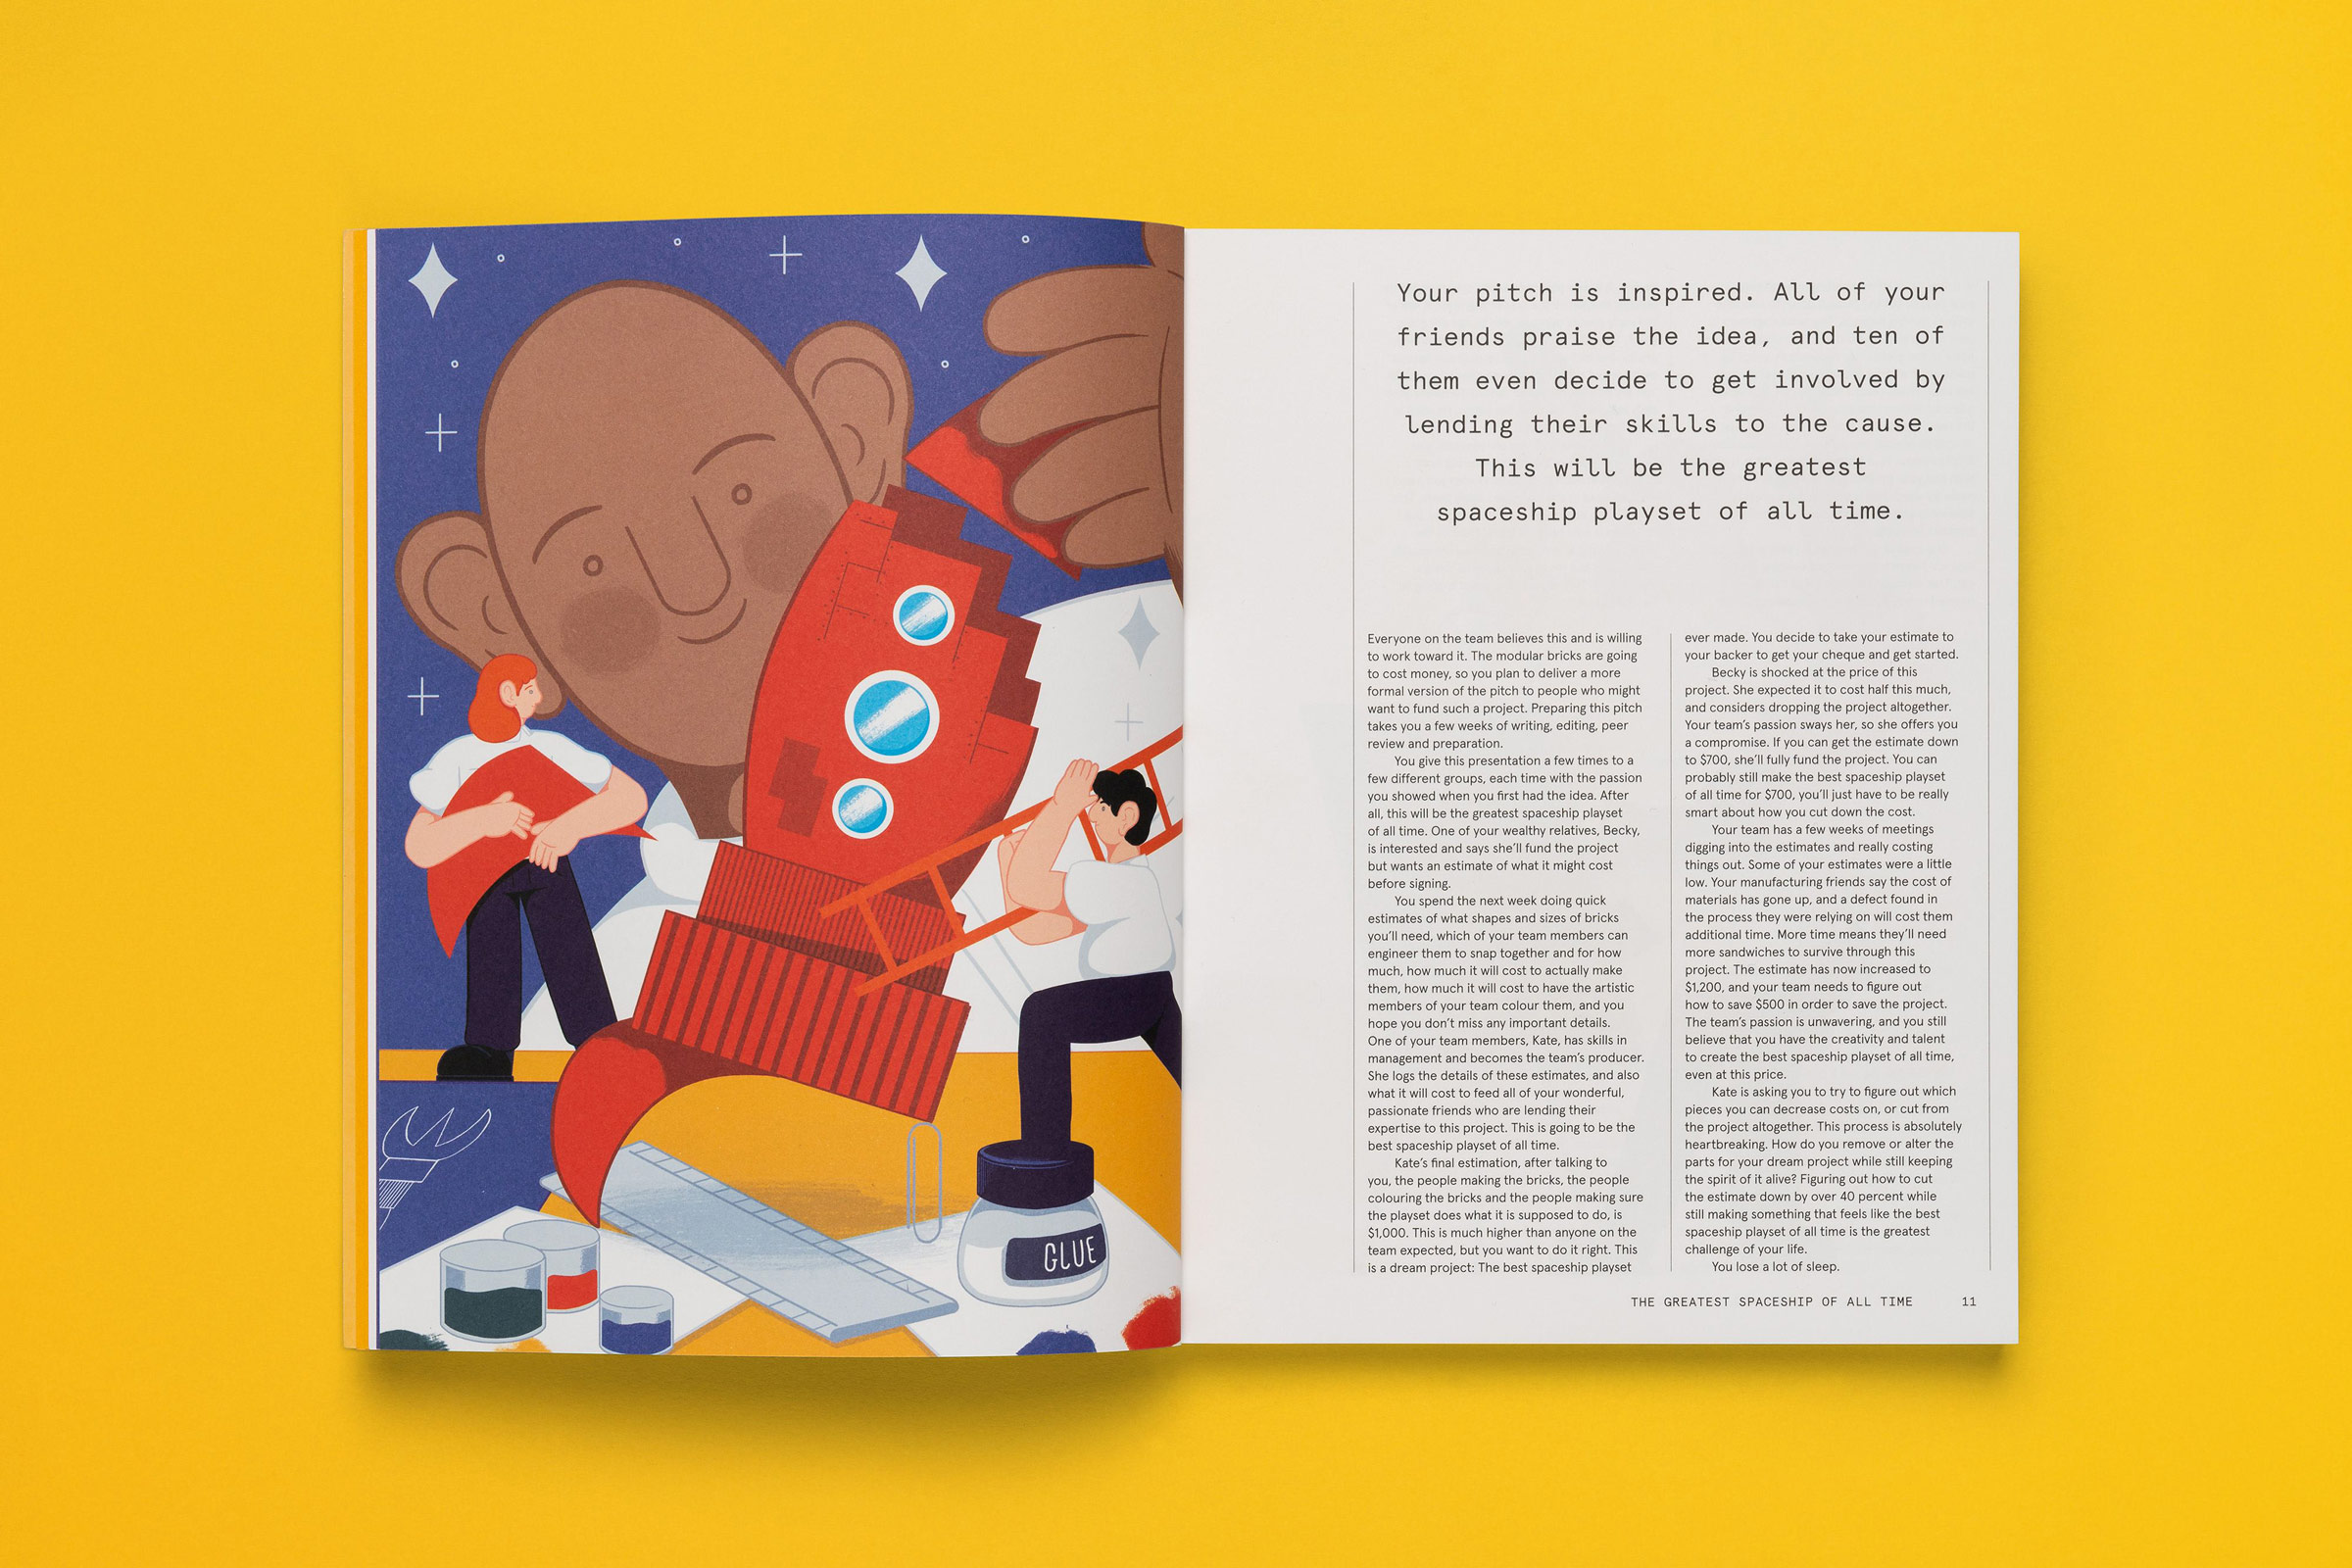 GLUE
Your pitch is inspired. All of your
friends praise the idea, and ten of
them even decide to get involved by
lending their skills to the cause.
This will be the greatest
spaceship playset of all time.
Everyone on the team believes this and is willing
to work toward it. The modular bricks are going
to cost money, so you plan to deliver a more
formal version of the pitch to people who might
want to fund such a project. Preparing this pitch
takes you a few weeks of writing, editing, peer
review and preparation.
You give this presentation a few times to a
few different groups, each time with the passion
you showed when you first had the idea. After
all, this will be the greatest spaceship playset
of all time. One of your wealthy relatives, Becky,
is interested and says she’ll fund the project
but wants an estimate of what it might cost
before signing.
You spend the next week doing quick
estimates of what shapes and sizes of bricks
you’ll need, which of your team members can
engineer them to snap together and for how
much, how much it will cost to actually make
them, how much it will cost to have the artistic
members of your team colour them, and you
hope you don’t miss any important details.
One of your team members, Kate, has skills in
management and becomes the team’s producer.
She logs the details of these estimates, and also
what it will cost to feed all of your wonderful,
passionate friends who are lending their
expertise to this project. This is going to be the
best spaceship playset of all time.
Kate’s final estimation, after talking to
you, the people making the bricks, the people
colouring the bricks and the people making sure
the playset does what it is supposed to do, is
$1,000. This is much higher than anyone on the
team expected, but you want to do it right. This
is a dream project: The best spaceship playset
ever made. You decide to take your estimate to
your backer to get your cheque and get started.
Becky is shocked at the price of this
project. She expected it to cost half this much,
and considers dropping the project altogether.
Your team’s passion sways her, so she offers you
a compromise. If you can get the estimate down
to $700, she’ll fully fund the project. You can
probably still make the best spaceship playset
of all time for $700, you’ll just have to be really
smart about how you cut down the cost.
Your team has a few weeks of meetings
digging into the estimates and really costing
things out. Some of your estimates were a little
low. Your manufacturing friends say the cost of
materials has gone up, and a defect found in
the process they were relying on will cost them
additional time. More time means they’ll need
more sandwiches to survive through this
project. The estimate has now increased to
$1,200, and your team needs to figure out
how to save $500 in order to save the project.
The team’s passion is unwavering, and you still
believe that you have the creativity and talent
to create the best spaceship playset of all time,
even at this price.
Kate is asking you to try to figure out which
pieces you can decrease costs on, or cut from
the project altogether. This process is absolutely
heartbreaking. How do you remove or alter the
parts for your dream project while still keeping
the spirit of it alive? Figuring out how to cut
the estimate down by over 40 percent while
still making something that feels like the best
spaceship playset of all time is the greatest
challenge of your life.
You lose a lot of sleep.
THE GREATEST SPACESHIP OF ALL TIME 11